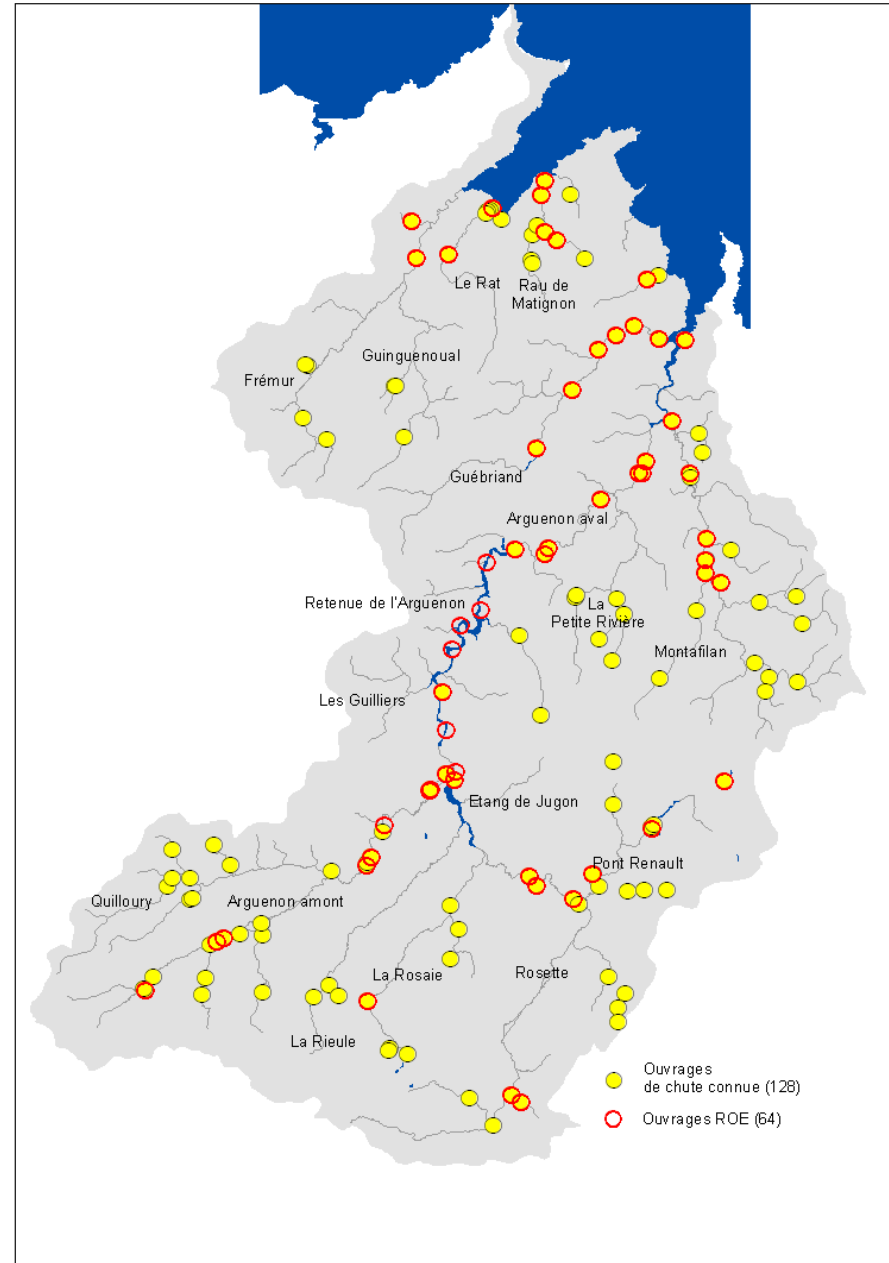 Le Rat
Rau de
Matignon
Guinguenoual
Frémur
Guébriand
Arguenon aval
Retenue de l'Arguenon
La
Petite Rivière
Montafilan
Les Guilliers
Etang de Jugon
Pont Renault
Quilloury
Arguenon amont
La Rosaie
Rosette
La Rieule
Ouvrages
de chute connue (128)
Ouvrages ROE (64)